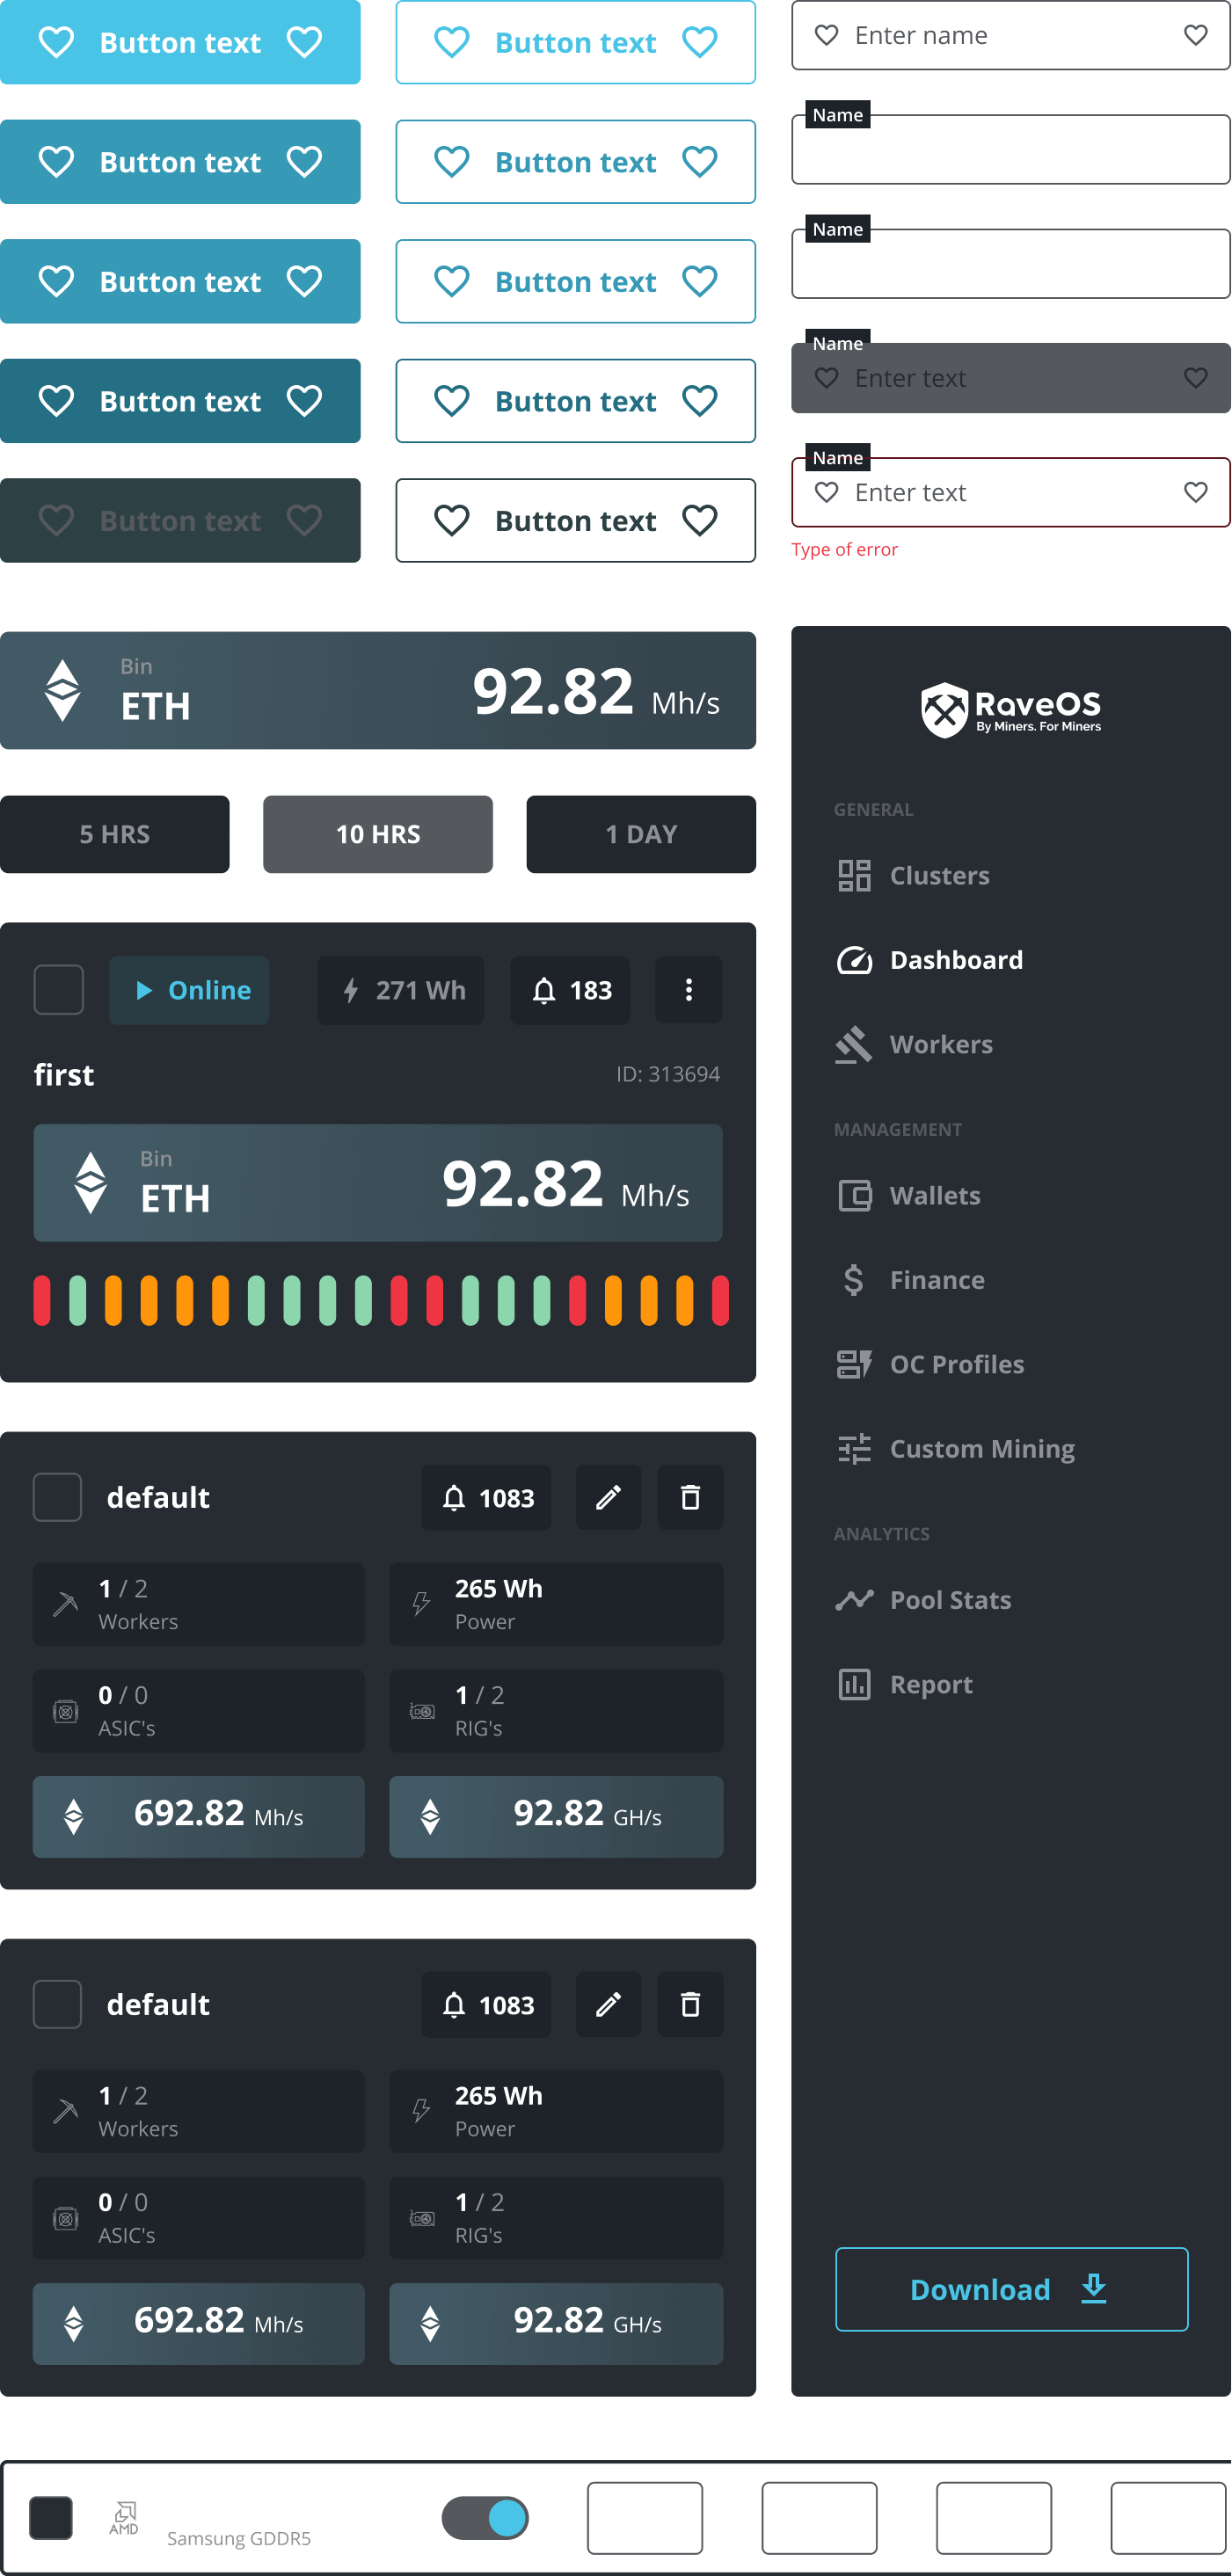 Button text
Button text
Button text
Button text
Button text
Button text
Button text
Button text
Button text
Button text
Enter name
Name
Name
Name
Enter text
Name
Enter text
Type of error
Bin
ETH
92.82 Mh/s
5 HRS
10 HRS
1 DAY
Online
271 Wh
183
first
ID: 313694
Bin
ETH
92.82 Mh/s
default
1083
1 / 2
Workers
265 Wh
Power
0 / 0
ASIC's
1 / 2
RIG's
692.82 Mh/s
92.82 GH/s
default
1083
1 / 2
Workers
265 Wh
Power
0 / 0
ASIC's
1 / 2
RIG's
692.82 Mh/s
92.82 GH/s
RaveOS
By Miners. For Miners
GENERAL
Clusters
Dashboard
Workers
MANAGEMENT
Wallets
Finance
OC Profiles
Custom Mining
ANALYTICS
Pool Stats
Report
Download
AMD
Samsung GDDR5